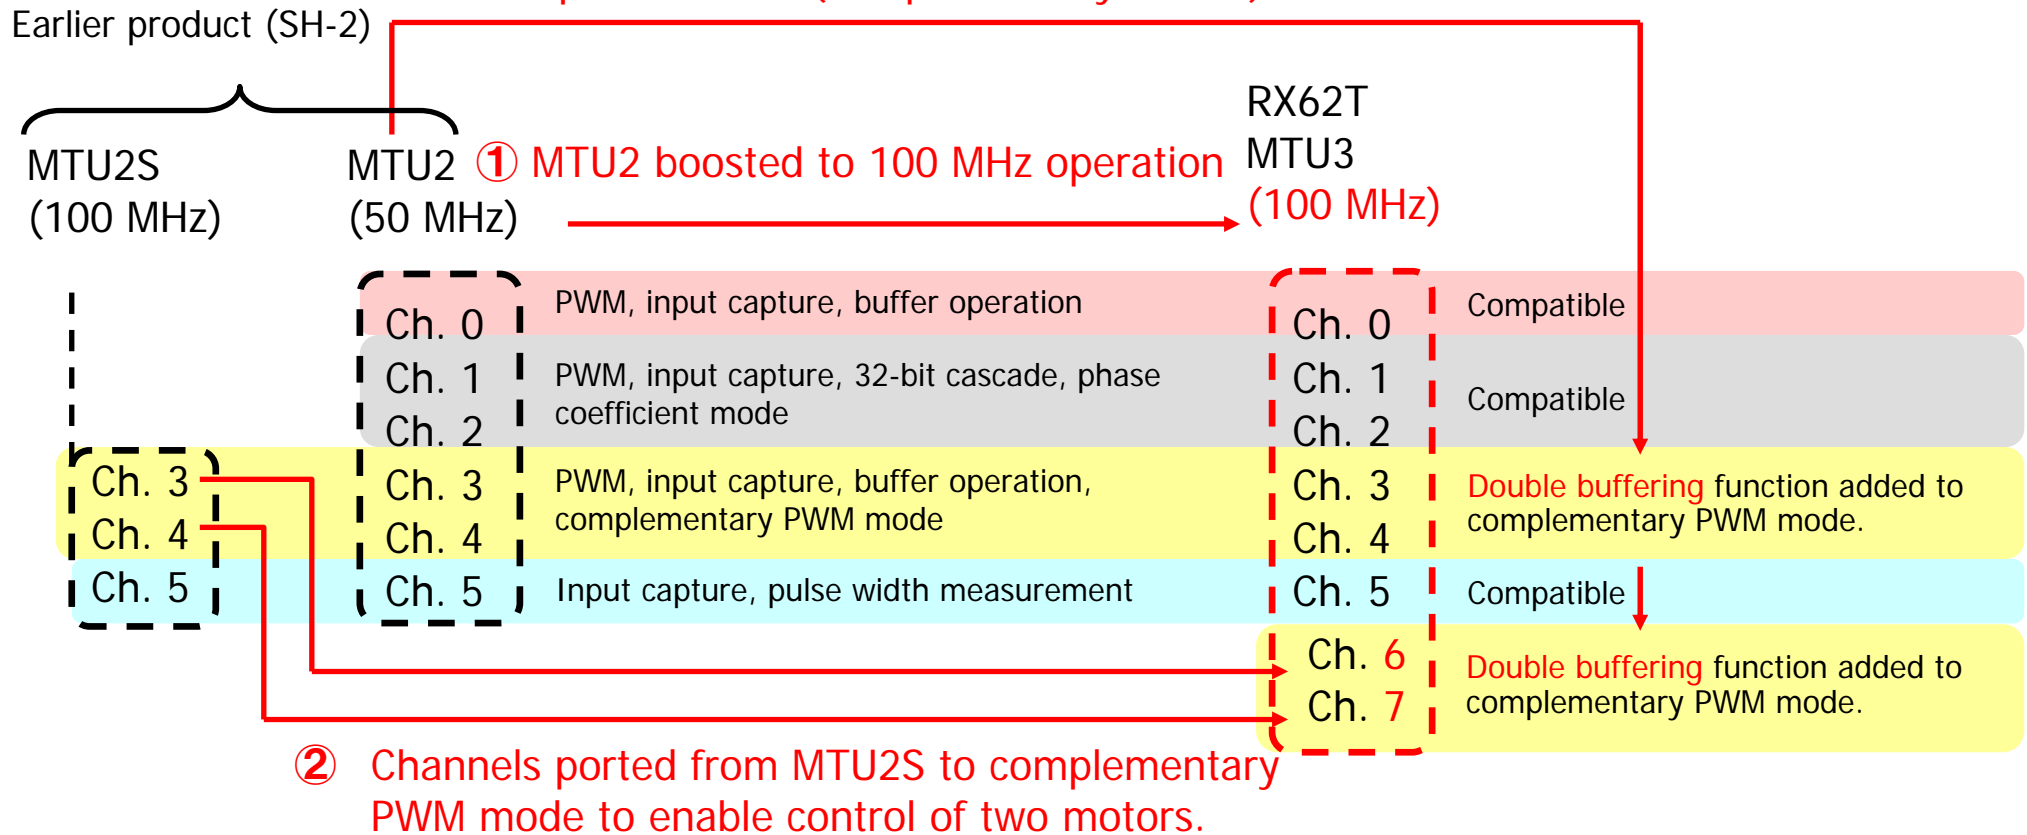 Earlier product (SH-2)
RX62T
MTU3
(100 MHz)
MTU2S
(100 MHz)
MTU2
(50 MHz)
① MTU2 boosted to 100 MHz operation
Ch. 0
PWM, input capture, buffer operation
Ch. 0
Compatible
Ch. 1
Ch. 2
PWM, input capture, 32-bit cascade, phase
coefficient mode
Ch. 1
Ch. 2
Compatible
Ch. 3
Ch. 4
Ch. 3
Ch. 4
PWM, input capture, buffer operation,
complementary PWM mode
Ch. 3
Ch. 4
Double buffering function added to
complementary PWM mode.
Ch. 5
Ch. 5
Input capture, pulse width measurement
Ch. 5
Compatible
Ch. 6
Ch. 7
Double buffering function added to
complementary PWM mode.
② Channels ported from MTU2S to complementary
PWM mode to enable control of two motors.